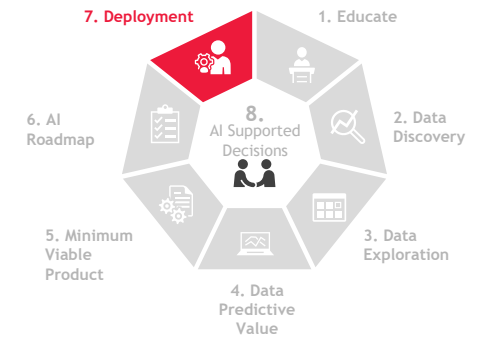 7. Deployment
1. Educate
2. Data
Discovery
3. Data
Exploration
4. Data
Predictive
Value
5. Minimum
Viable
Product
6. AI
Roadmap
8.
AI Supported
Decisions